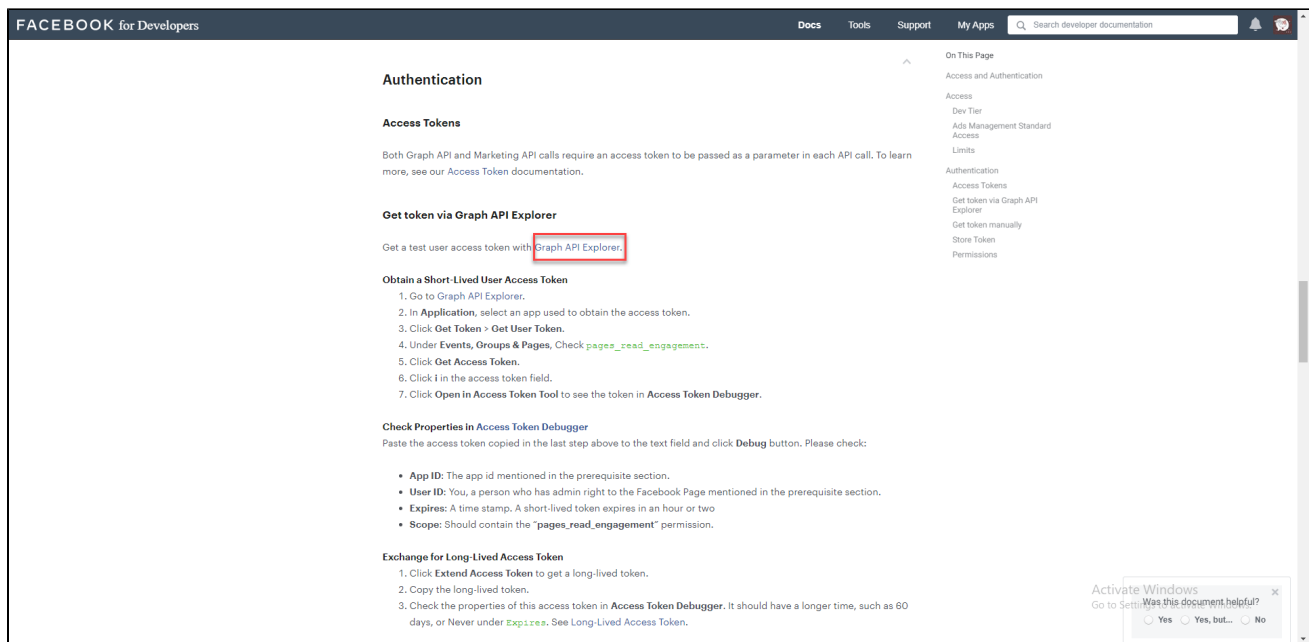 FACEBOOK for Developers
Docs Tools Support My Apps Search developer documentation
Authentication
Access Tokens
Both Graph API and Marketing API calls require an access token to be passed as a parameter in each API call. To learn
more, see our Access Token documentation.
Get token via Graph API Explorer
Get a test user access token with Graph API Explorer.
Obtain a Short-Lived User Access Token
1. Go to Graph API Explorer.
2. In Application, select an app used to obtain the access token.
3. Click Get Token > Get User Token.
4. Under Events, Groups & Pages, Check pages_read_engagement.
5. Click Get Access Token.
6. Click i in the access token field.
7. Click Open in Access Token Tool to see the token in Access Token Debugger.
Check Properties in Access Token Debugger
Paste the access token copied in the last step above to the text field and click Debug button. Please check:
• App ID: The app id mentioned in the prerequisite section.
• User ID: You, a person who has admin right to the Facebook Page mentioned in the prerequisite section.
• Expires: A time stamp. A short-lived token expires in an hour or two
• Scope: Should contain the “pages_read_engagement” permission.
Exchange for Long-Lived Access Token
1. Click Extend Access Token to get a long-lived token.
2. Copy the long-lived token.
3. Check the properties of this access token in Access Token Debugger. It should have a longer time, such as 60
days, or Never under Expires. See Long-Lived Access Token.
On This Page
Access and Authentication
Access
Dev Tier
Ads Management Standard
Access
Limits
Authentication
Access Tokens
Get token via Graph API
Explorer
Get token manually
Store Token
Permissions
Activate Windows
Go to Settings to activate Windows.
Was this document helpful?
Yes Yes, but... No